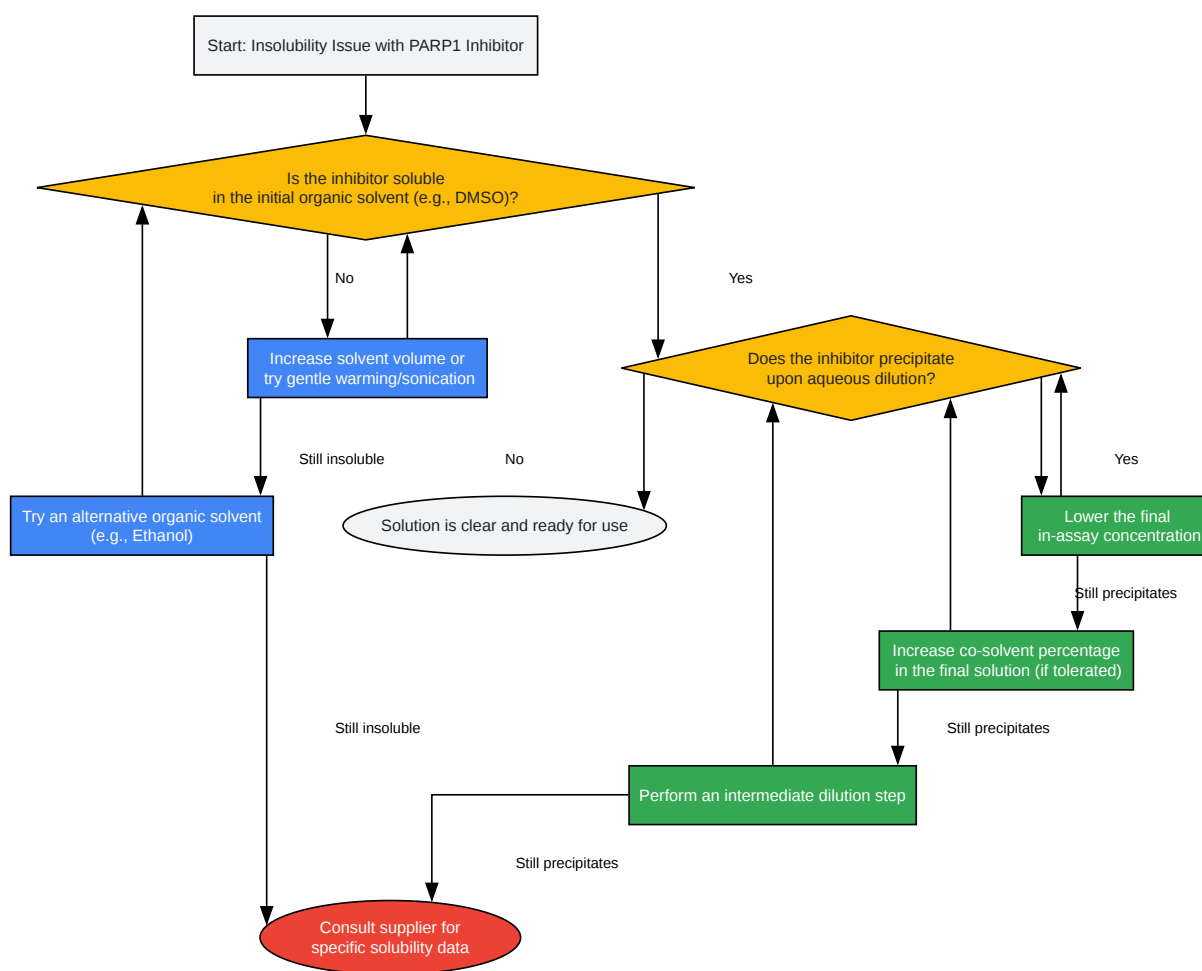 Start: Insolubility Issue with PARP1 Inhibitor
Is the inhibitor soluble
in the initial organic solvent (e.g., DMSO)?
No
Yes
Increase solvent volume or
try gentle warming/sonication
Does the inhibitor precipitate
upon aqueous dilution?
Still insoluble
No
Yes
Try an alternative organic solvent
(e.g., Ethanol)
Solution is clear and ready for use
Lower the final
in-assay concentration
Still precipitates
Increase co-solvent percentage
in the final solution (if tolerated)
Still insoluble
Still precipitates
Perform an intermediate dilution step
Still precipitates
Consult supplier for
specific solubility data